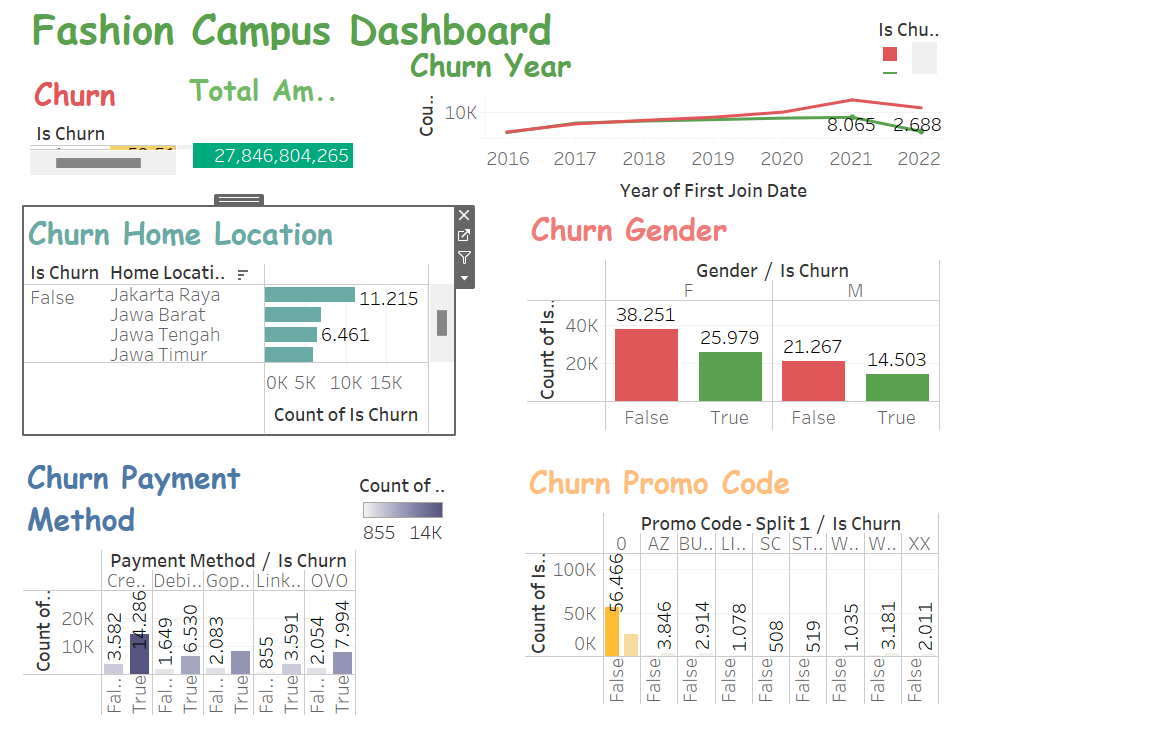 Fashion Campus Dashboard
Is Chu..
Churn Year
Churn
Total Am..
Cou..
10K
8.065 2.688
2016 2017 2018 2019 2020 2021 2022
Year of First Join Date
Is Churn
27,846,804,265
Churn Home Location
Is Churn Home Locati..
False
Jakarta Raya 11.215
Jawa Barat
Jawa Tengah 6.461
Jawa Timur
0K 5K 10K 15K
Count of Is Churn
Churn Gender
Gender / Is Churn
F M
Count of Is..
40K
20K
38.251 25.979 21.267 14.503
False True False True
Churn Payment
Method
Count of ..
855 14K
Payment Method / Is Churn
Cre.. Debi.. Gop.. Link.. OVO
Count of..
20K
10K
3.582 14.286 1.649 6.530 2.083 855 3.591 2.054 7.994
Fal.. True Fal.. True Fal.. True Fal.. True Fal.. True
Churn Promo Code
Promo Code - Split 1 / Is Churn
0 AZ BU.. LI.. SC ST.. W.. W.. XX
Count of Is..
100K
50K
0K
56.466 3.846 2.914 1.078 508 519 1.035 3.181 2.011
False False False False False False False False False